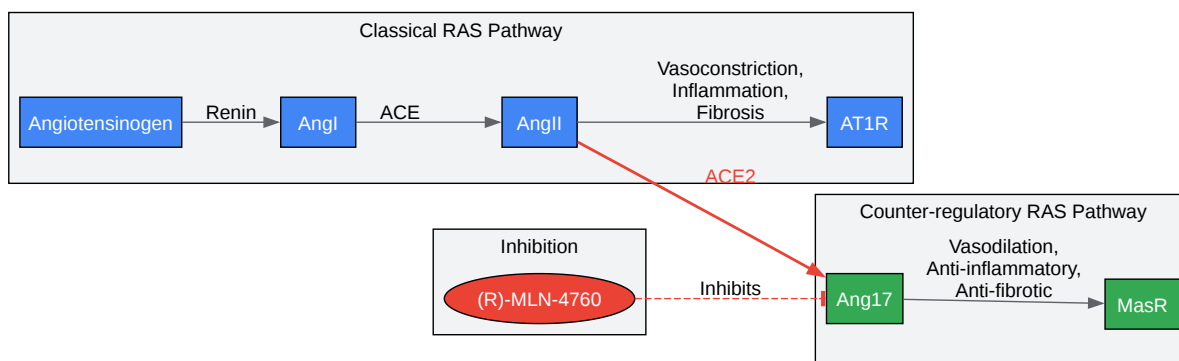 Classical RAS Pathway
Vasoconstriction,
Inflammation,
Fibrosis
Angiotensinogen
Renin
AngI
ACE
AngII
AT1R
ACE2
Counter-regulatory RAS Pathway
Inhibition
Vasodilation,
Anti-inflammatory,
Anti-fibrotic
(R)-MLN-4760
Inhibits
Ang17
MasR